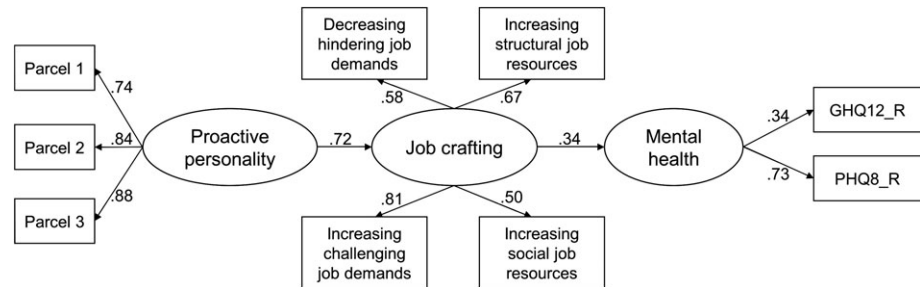 Decreasing
hindering job
demands
Increasing
structural job
resources
Parcel 1
.74
.58
.67
Parcel 2
.84
Proactive
personality
.72
Job crafting
.34
Mental
health
.34
GHQ12_R
.73
PHQ8_R
Parcel 3
.88
.81
.50
Increasing
challenging
job demands
Increasing
social job
resources